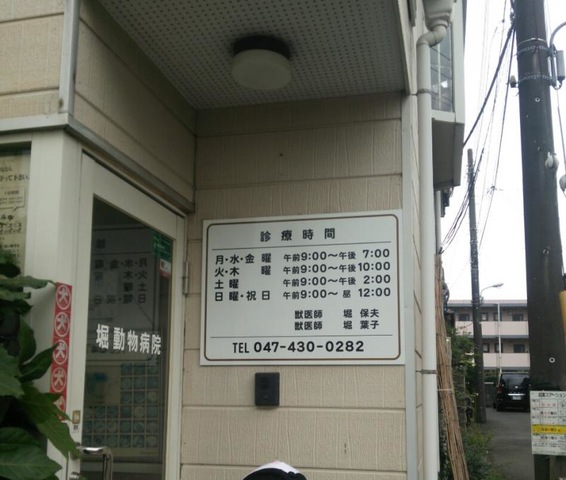 診療時間
月・水・金曜 午前9:00～午後 7:00
火・木 曜 午前9:00～午後10:00
土曜 午前9:00～午後 2:00
日曜・祝日 午前9:00～ 昼 12:00
獣医師 堀 保夫
獣医師 堀 葉子
TEL 047-430-0282
堀動物病院